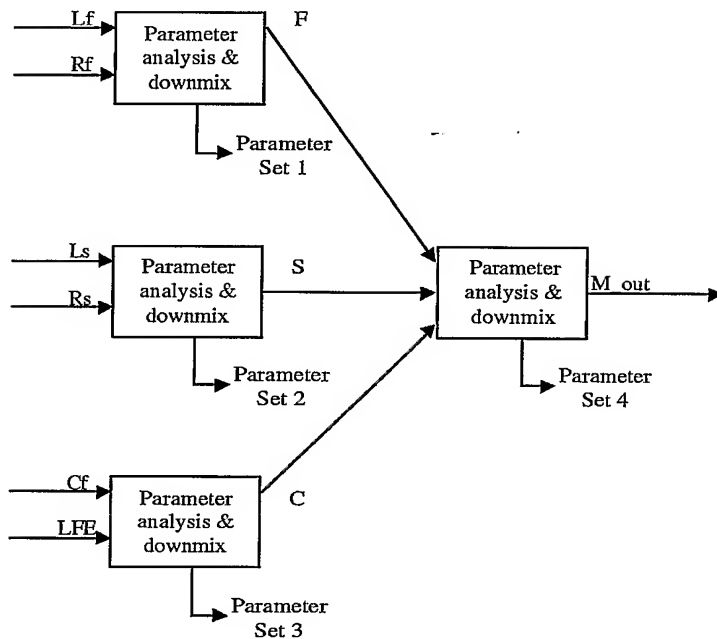 Lf
F
Rf
Parameter
analysis &
downmix
Parameter
Set 1
Ls
S
Rs
Parameter
analysis &
downmix
Parameter
Set 2
Parameter
analysis &
downmix
M_out
Parameter
Set 4
Cf
C
LFE
Parameter
analysis &
downmix
Parameter
Set 3